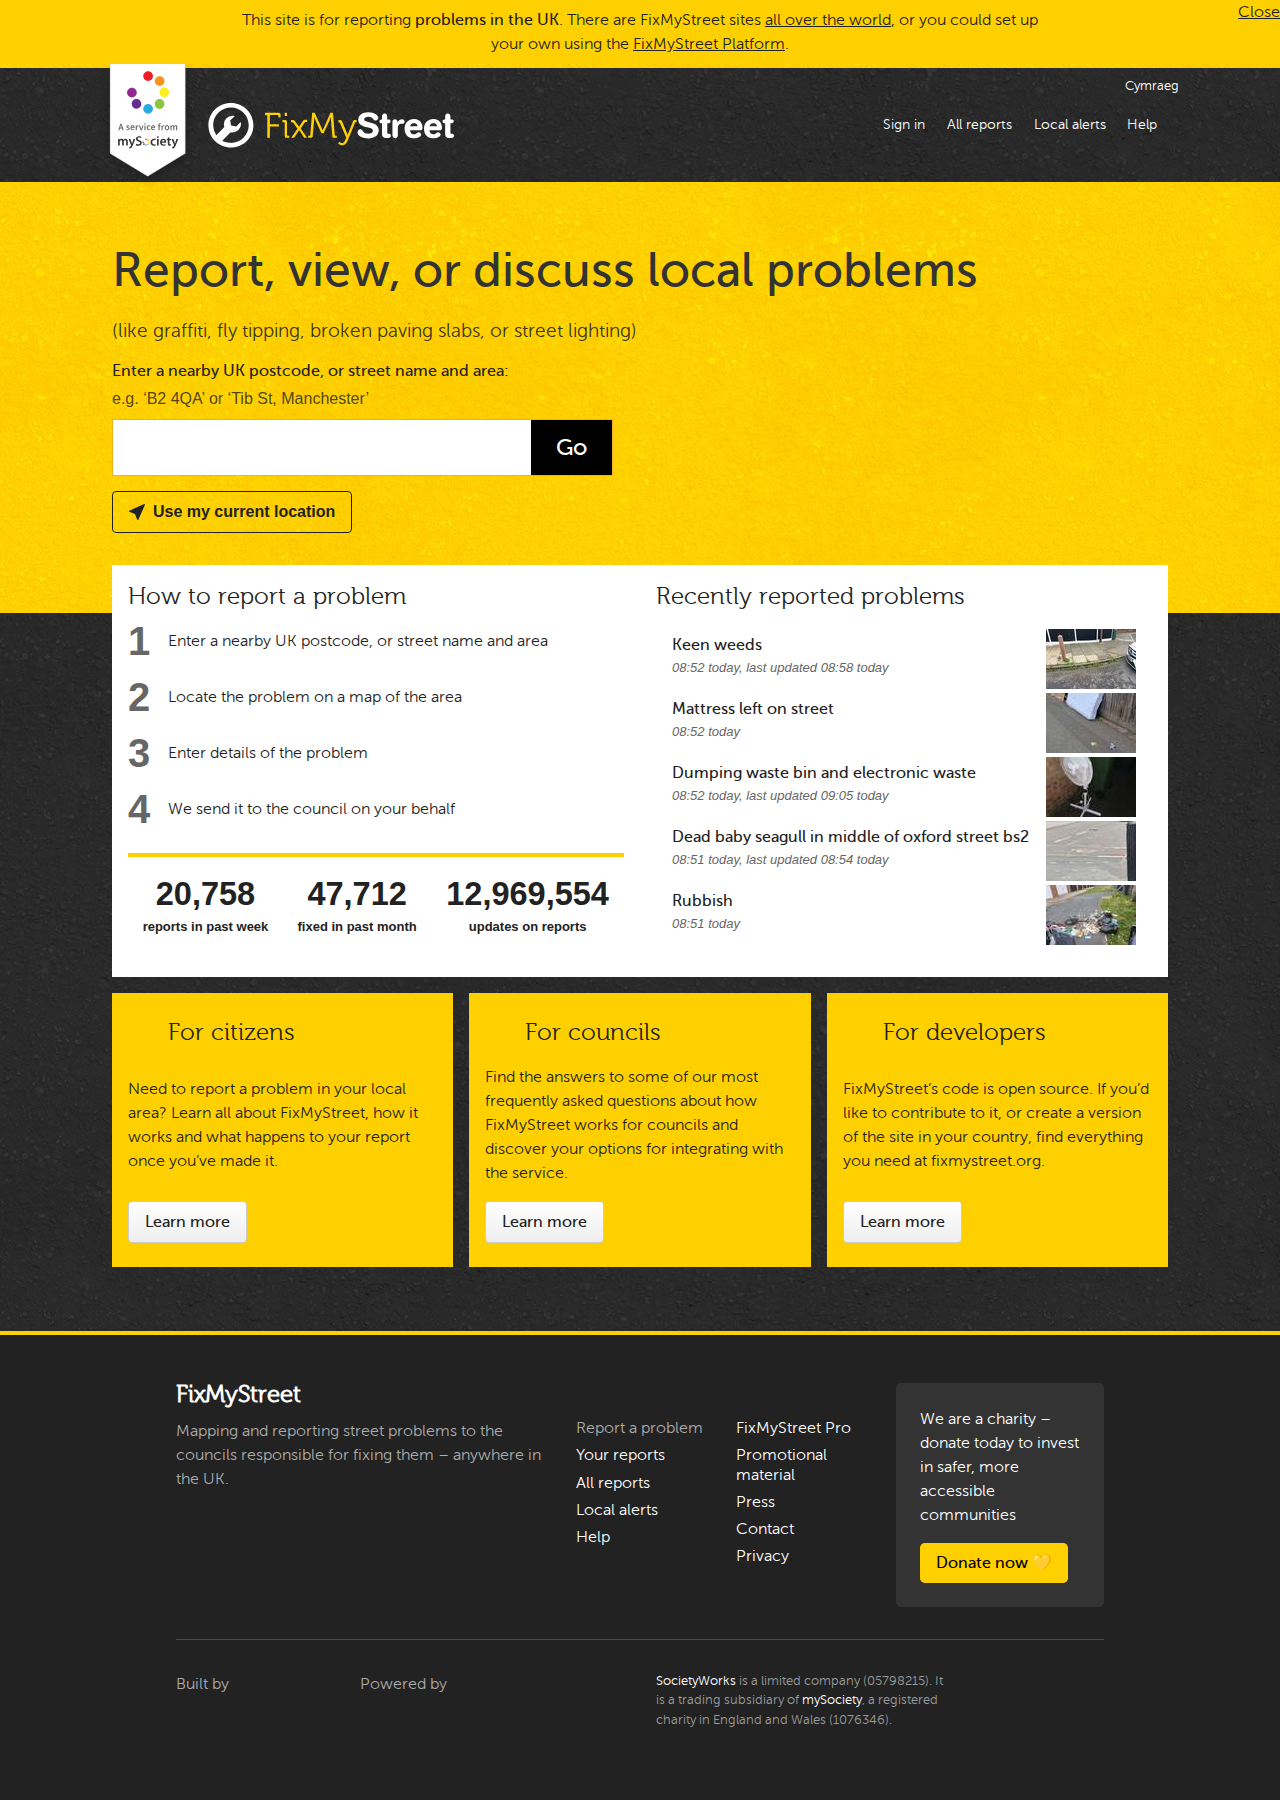 This site is for reporting problems in the UK. There are FixMyStreet sites all over the world, or you could set up
your own using the FixMyStreet Platform.
Close
Cymraeg
A service from
mySociety
FixMyStreet
Sign in
All reports
Local alerts
Help
Report, view, or discuss local problems
(like graffiti, fly tipping, broken paving slabs, or street lighting)
Enter a nearby UK postcode, or street name and area:
e.g. ‘B2 4QA’ or ‘Tib St, Manchester’
Go
Use my current location
How to report a problem
1 Enter a nearby UK postcode, or street name and area
2 Locate the problem on a map of the area
3 Enter details of the problem
4 We send it to the council on your behalf
20,758
reports in past week
47,712
fixed in past month
12,969,554
updates on reports
Recently reported problems
Keen weeds
08:52 today, last updated 08:58 today
Mattress left on street
08:52 today
Dumping waste bin and electronic waste
08:52 today, last updated 09:05 today
Dead baby seagull in middle of oxford street bs2
08:51 today, last updated 08:54 today
Rubbish
08:51 today
For citizens
Need to report a problem in your local
area? Learn all about FixMyStreet, how it
works and what happens to your report
once you’ve made it.
Learn more
For councils
Find the answers to some of our most
frequently asked questions about how
FixMyStreet works for councils and
discover your options for integrating with
the service.
Learn more
For developers
FixMyStreet’s code is open source. If you’d
like to contribute to it, or create a version
of the site in your country, find everything
you need at fixmystreet.org.
Learn more
FixMyStreet
Mapping and reporting street problems to the
councils responsible for fixing them – anywhere in
the UK.
Report a problem
Your reports
All reports
Local alerts
Help
FixMyStreet Pro
Promotional
material
Press
Contact
Privacy
We are a charity –
donate today to invest
in safer, more
accessible
communities
Donate now 💛
Built by
Powered by
SocietyWorks is a limited company (05798215). It
is a trading subsidiary of mySociety, a registered
charity in England and Wales (1076346).